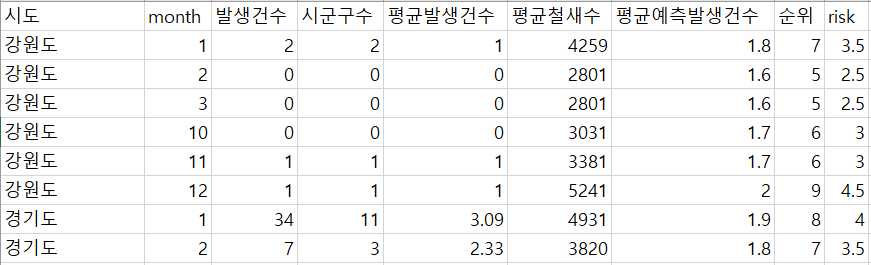 시도 month 발생건수 시군구수 평균발생건수 평균철새수 평균예측발생건수 순위 risk
강원도 1 2 2 1 4259 1.8 7 3.5
강원도 2 0 0 0 2801 1.6 5 2.5
강원도 3 0 0 0 2801 1.6 5 2.5
강원도 10 0 0 0 3031 1.7 6 3
강원도 11 1 1 1 3381 1.7 6 3
강원도 12 1 1 1 5241 2 9 4.5
경기도 1 34 11 3.09 4931 1.9 8 4
경기도 2 7 3 2.33 3820 1.8 7 3.5